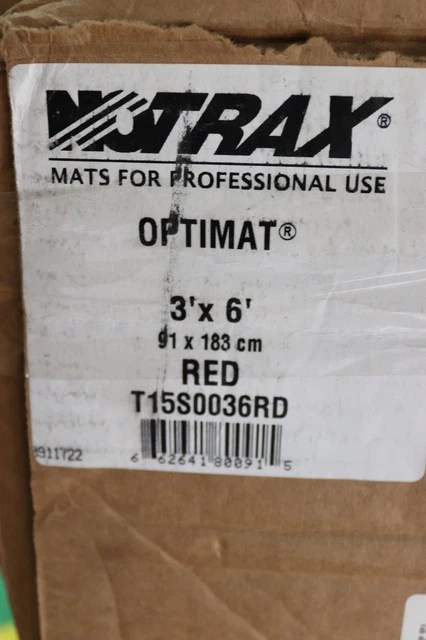 NOTRAX®
MATS FOR PROFESSIONAL USE
OPTIMAT®
3' x 6'
91 x 183 cm
RED
T15S0036RD
6 62641 80091 5